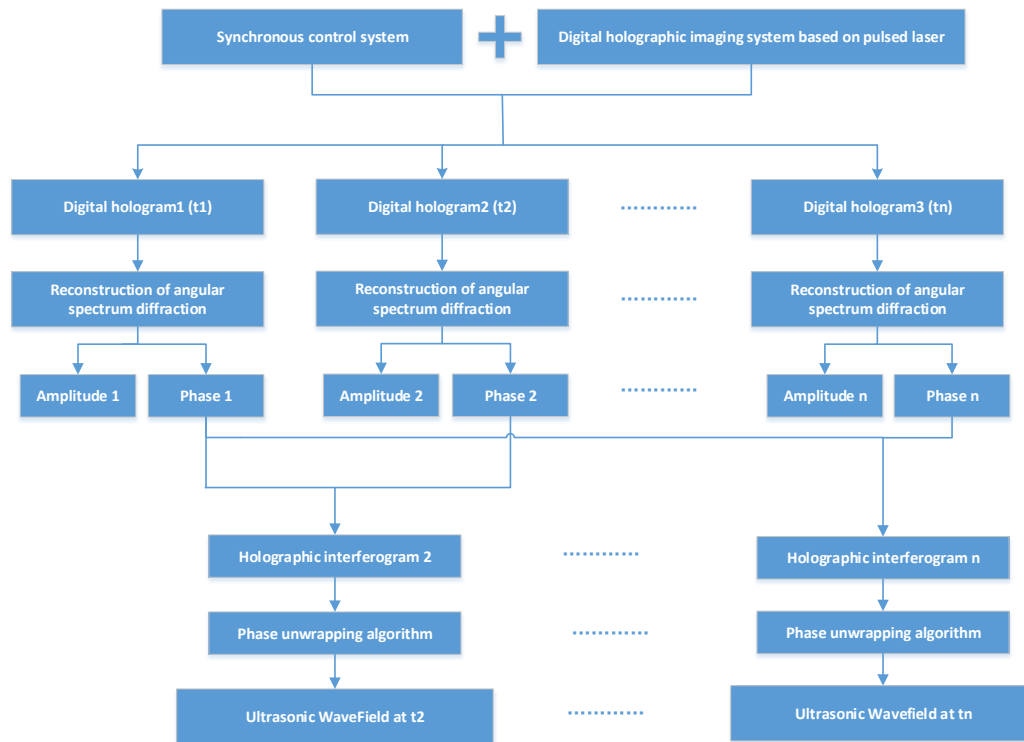 Synchronous control system
Digital holographic imaging system based on pulsed laser
Digital hologram1 (t1)
Digital hologram2 (t2)
Digital hologram3 (tn)
Reconstruction of angular
spectrum diffraction
Reconstruction of angular
spectrum diffraction
Reconstruction of angular
spectrum diffraction
Amplitude 1
Phase 1
Amplitude 2
Phase 2
Amplitude n
Phase n
Holographic interferogram 2
Holographic interferogram n
Phase unwrapping algorithm
Phase unwrapping algorithm
Ultrasonic WaveField at t2
Ultrasonic Wavefield at tn